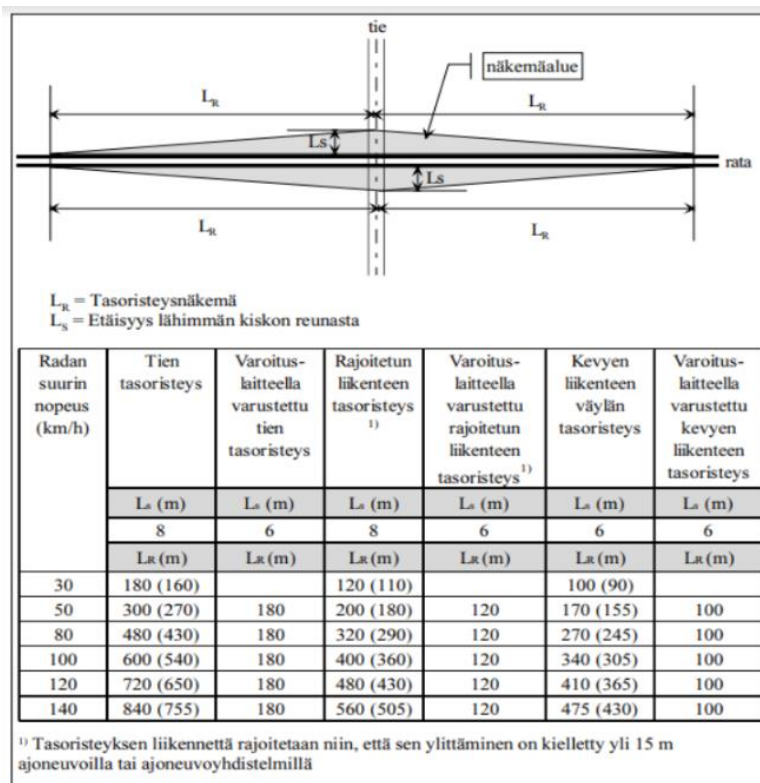 tie
näkemäalue
L_R L_R
Ls
rata
Ls
L_R L_R
L_R = Tasoristeysnäkemä
L_s = Etäisyys lähimmän kiskon reunasta
Radan suurin nopeus (km/h) | Tien tasoristeys | Varoitus-laitteella varustettu tien tasoristeys | Rajoitetun liikenteen tasoristeys 1) | Varoitus-laitteella varustettu rajoitetun liikenteen tasoristeys 1) | Kevyen liikenteen väylän tasoristeys | Varoitus-laitteella varustettu kevyen liikenteen tasoristeys
Ls (m) | Ls (m) | Ls (m) | Ls (m) | Ls (m) | Ls (m)
8 | 6 | 8 | 6 | 6 | 6
LR (m) | LR (m) | LR (m) | LR (m) | LR (m) | LR (m)
30 | 180 (160) | | 120 (110) | | 100 (90) |
50 | 300 (270) | 180 | 200 (180) | 120 | 170 (155) | 100
80 | 480 (430) | 180 | 320 (290) | 120 | 270 (245) | 100
100 | 600 (540) | 180 | 400 (360) | 120 | 340 (305) | 100
120 | 720 (650) | 180 | 480 (430) | 120 | 410 (365) | 100
140 | 840 (755) | 180 | 560 (505) | 120 | 475 (430) | 100
1) Tasoristeyksen liikennettä rajoitetaan niin, että sen ylittäminen on kielletty yli 15 m
ajoneuvoilla tai ajoneuvoyhdistelmillä